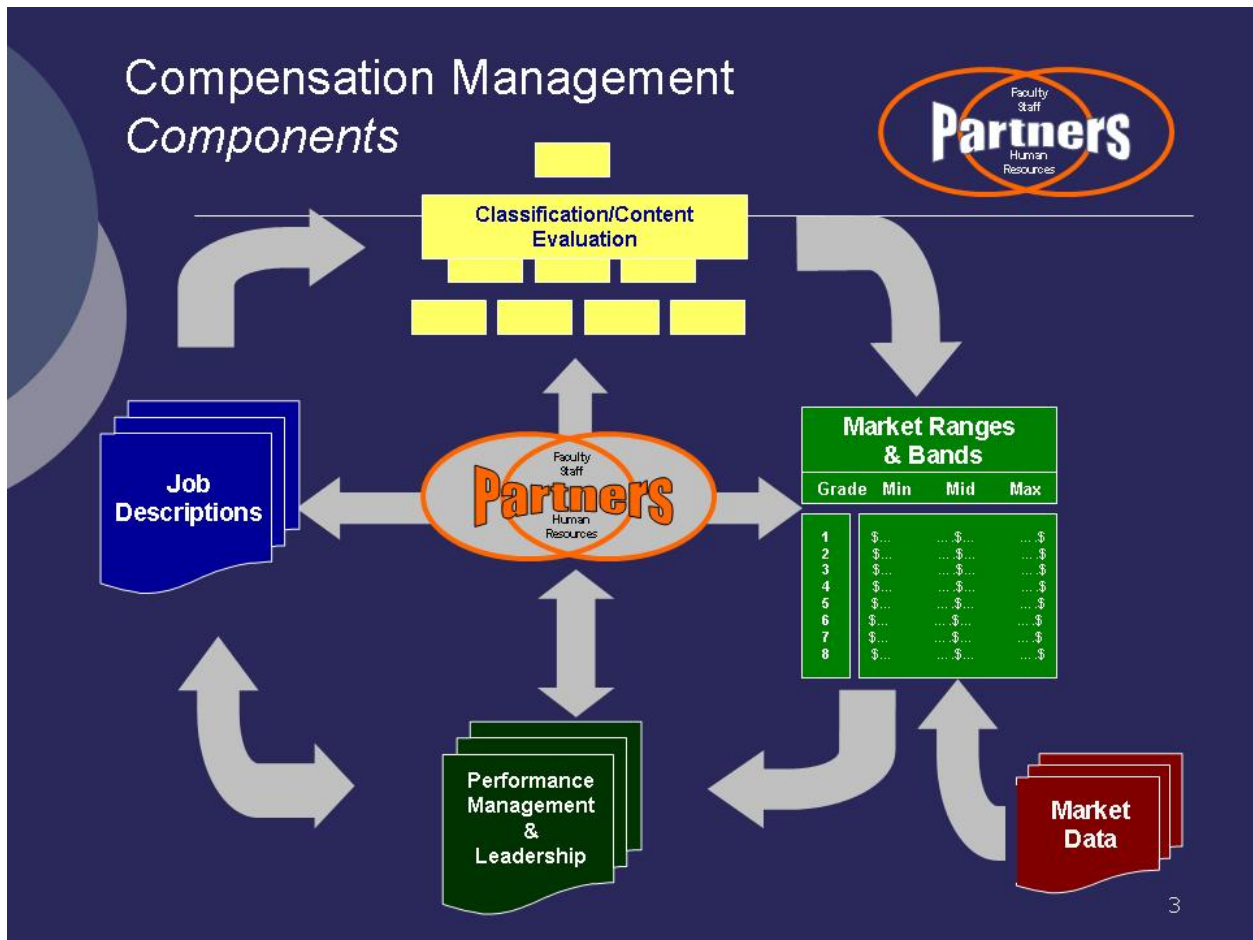 Compensation Management
Components
Faculty
Staff
Partners
Human
Resources
Classification/Content
Evaluation
Job
Descriptions
Faculty
Staff
Partners
Human
Resources
Market Ranges
& Bands
Grade Min Mid Max
1 $... ... .$... ... .$
2 $... ... .$... ... .$
3 $... ... .$... ... .$
4 $... ... .$... ... .$
5 $... ... .$... ... .$
6 $... ... .$... ... .$
7 $... ... .$... ... .$
8 $... ... .$... ... .$
Performance
Management
&
Leadership
Market
Data
3